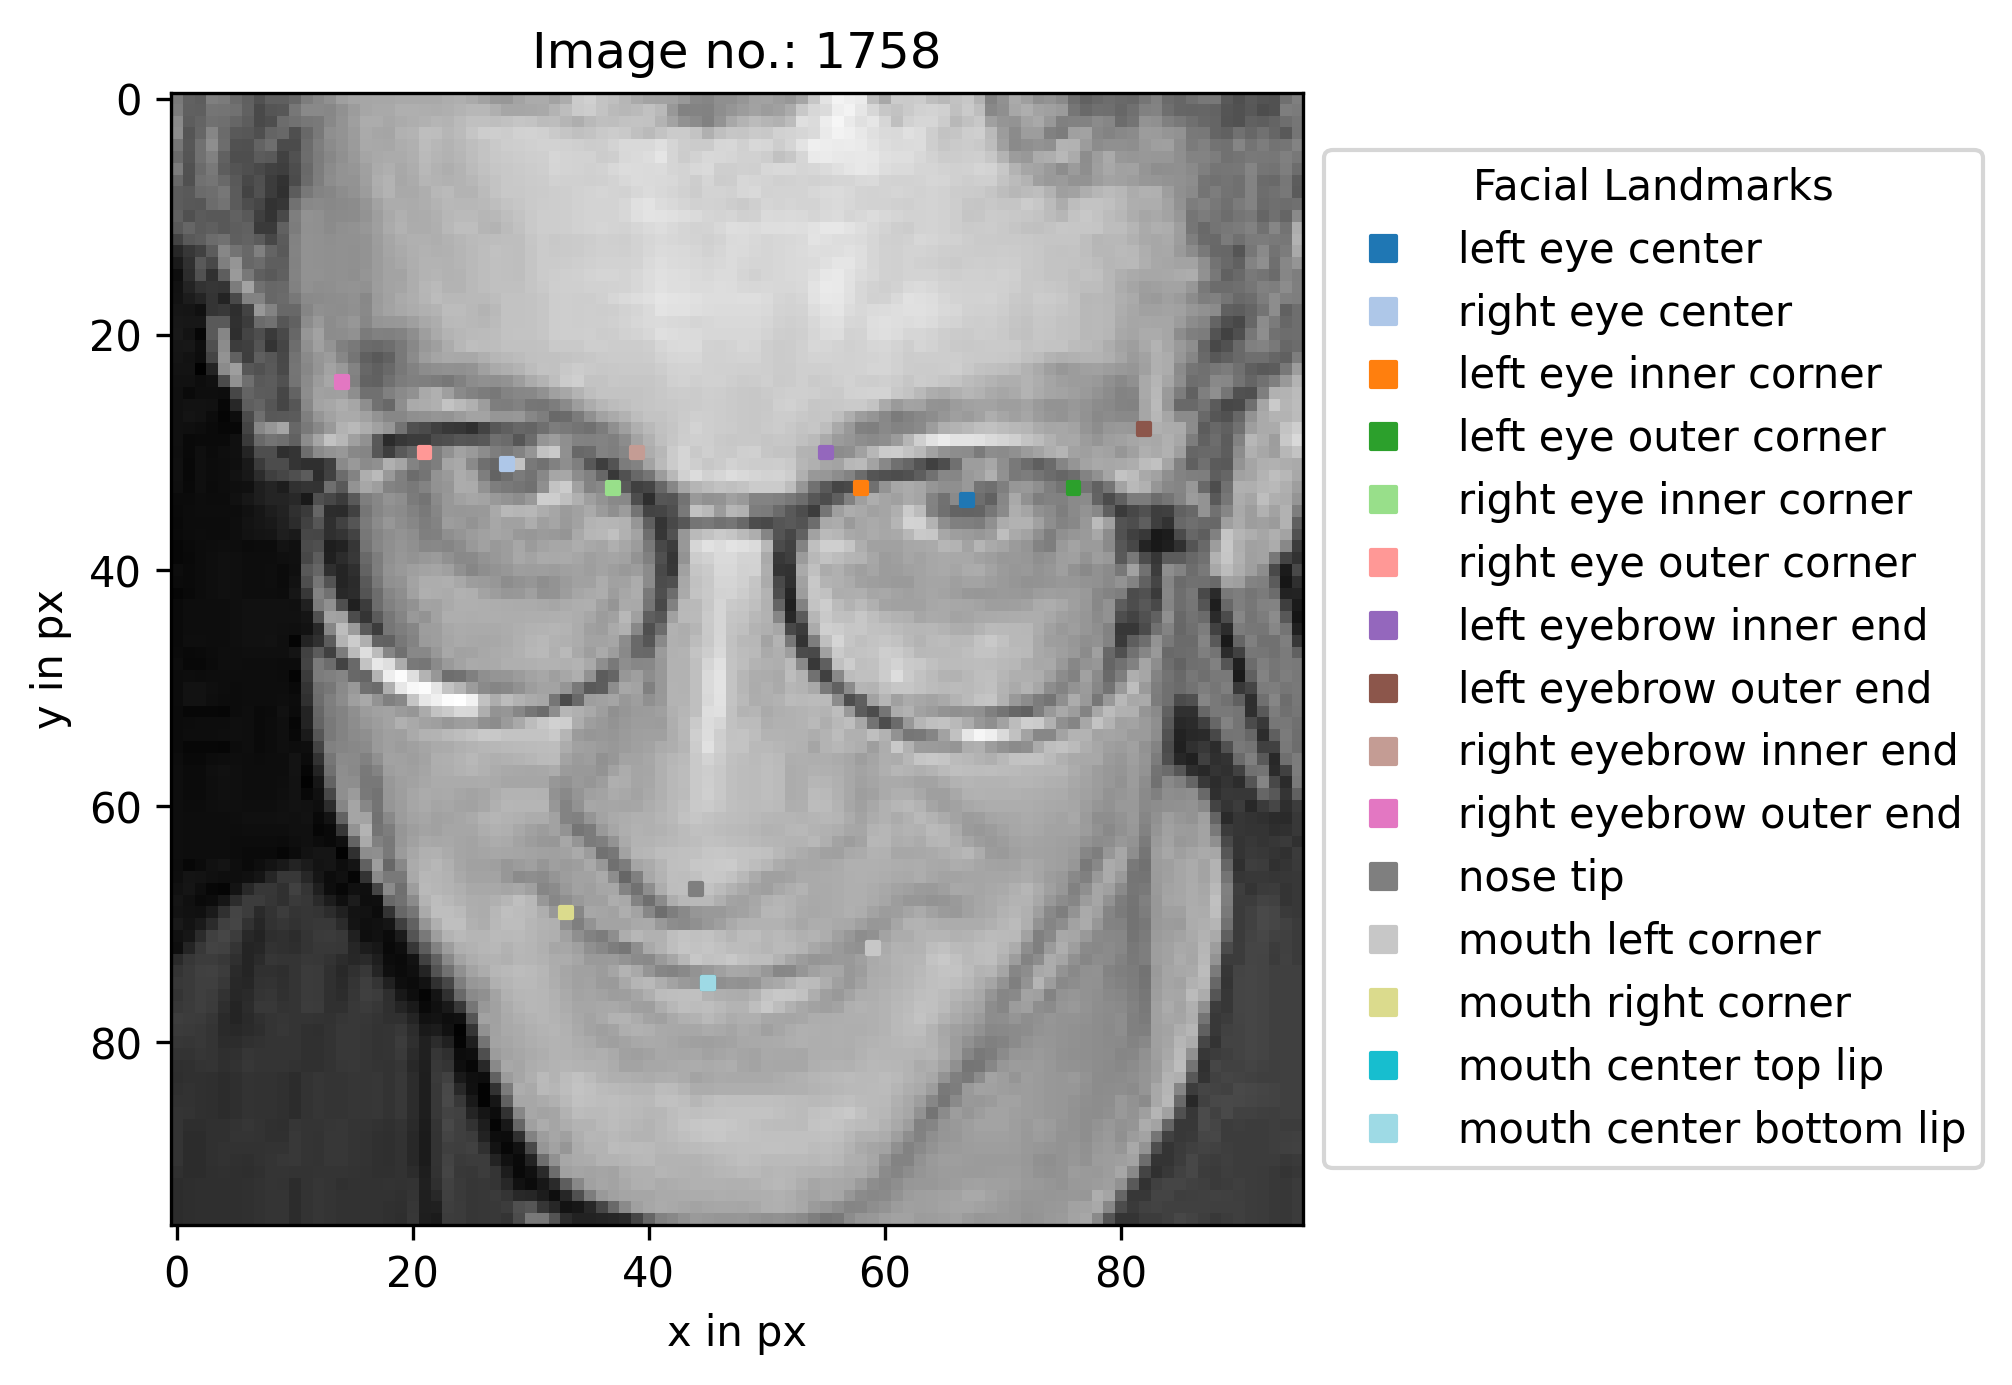 Image no.: 1758
0
20
40
60
80
y in px
0 20 40 60 80
x in px
Facial Landmarks
left eye center
right eye center
left eye inner corner
left eye outer corner
right eye inner corner
right eye outer corner
left eyebrow inner end
left eyebrow outer end
right eyebrow inner end
right eyebrow outer end
nose tip
mouth left corner
mouth right corner
mouth center top lip
mouth center bottom lip